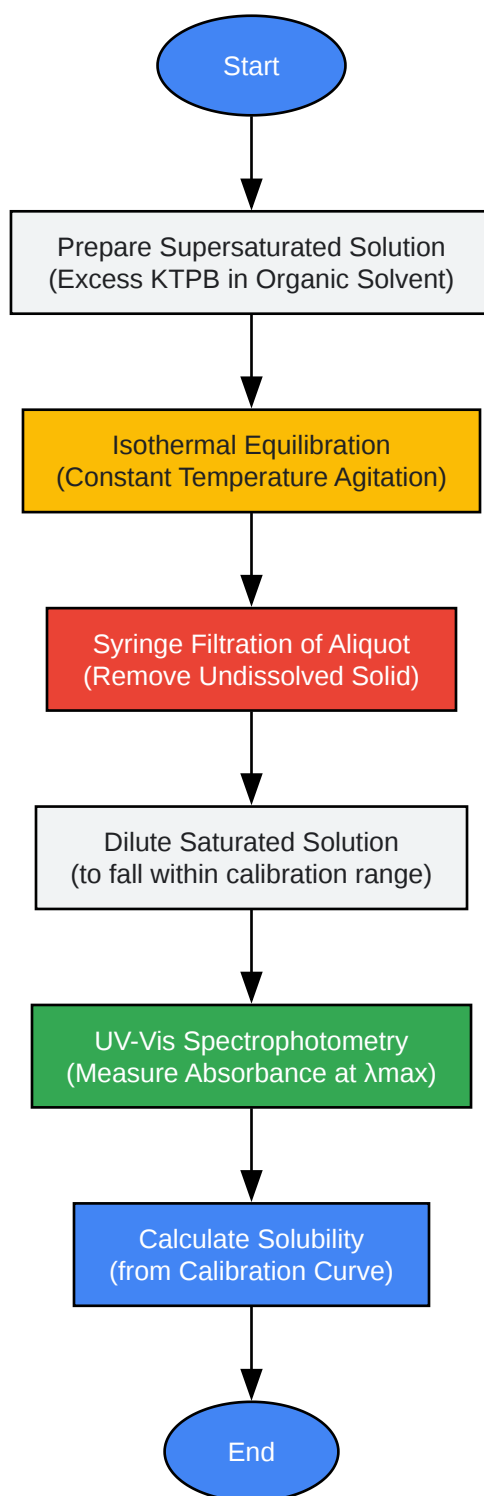 Start
Prepare Supersaturated Solution
(Excess KTPB in Organic Solvent)
Isothermal Equilibration
(Constant Temperature Agitation)
Syringe Filtration of Aliquot
(Remove Undissolved Solid)
Dilute Saturated Solution
(to fall within calibration range)
UV-Vis Spectrophotometry
(Measure Absorbance at λmax)
Calculate Solubility
(from Calibration Curve)
End